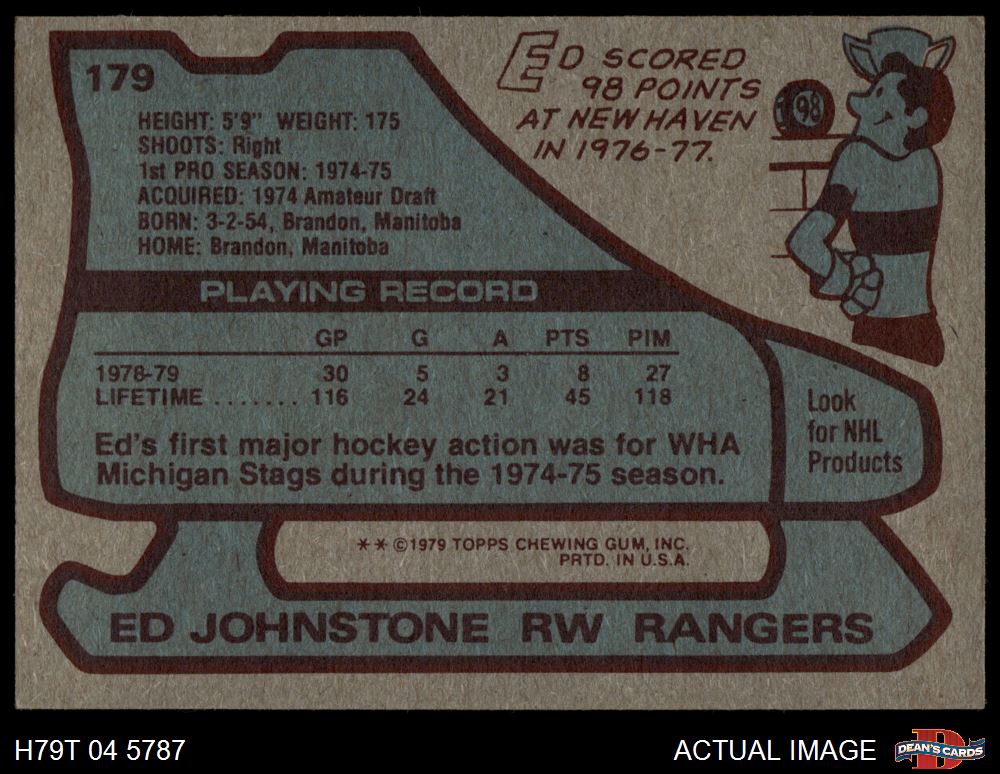 179
HEIGHT: 5'9" WEIGHT: 175
SHOOTS: Right
1st PRO SEASON: 1974-75
ACQUIRED: 1974 Amateur Draft
BORN: 3-2-54, Brandon, Manitoba
HOME: Brandon, Manitoba
ED SCORED
98 POINTS
AT NEW HAVEN
IN 1976-77.
98
PLAYING RECORD
GP G A PTS PIM
1978-79 30 5 3 8 27
LIFETIME ....... 116 24 21 45 118
Ed's first major hockey action was for WHA
Michigan Stags during the 1974-75 season.
Look
for NHL
Products
** ©1979 TOPPS CHEWING GUM, INC.
PRTD. IN U.S.A.
ED JOHNSTONE RW RANGERS
H79T 04 5787
ACTUAL IMAGE
DEAN'S CARDS